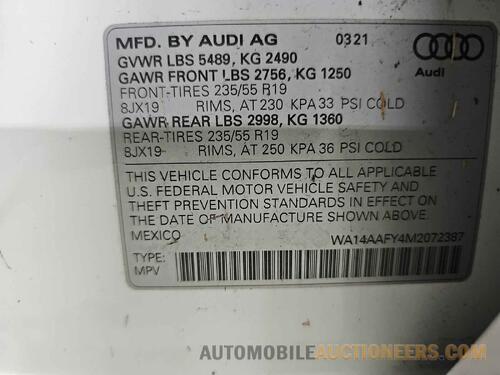 MFD. BY AUDI AG 0321
GVWR LBS 5489, KG 2490
GAWR FRONT LBS 2756, KG 1250
FRONT-TIRES 235/55 R19
8JX19 RIMS, AT 230 KPA 33 PSI COLD
GAWR REAR LBS 2998, KG 1360
REAR-TIRES 235/55 R19
8JX19 RIMS, AT 250 KPA 36 PSI COLD
Audi
THIS VEHICLE CONFORMS TO ALL APPLICABLE
U.S. FEDERAL MOTOR VEHICLE SAFETY AND
THEFT PREVENTION STANDARDS IN EFFECT ON
THE DATE OF MANUFACTURE SHOWN ABOVE.
MEXICO WA14AAFY4M2072387
TYPE:
MPV
AUTOMOBILEAUCTIONEERS.COM